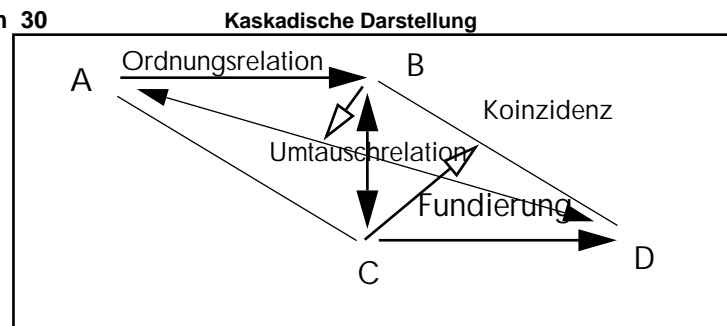 n 30 Kaskadische Darstellung
Ordnungsrelation
A B
Koinzidenz
Umtauschrelation
Fundierung
C D